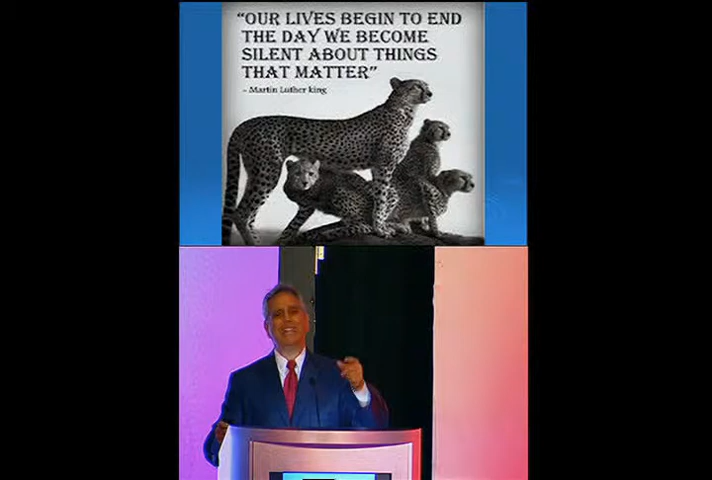 “OUR LIVES BEGIN TO END
THE DAY WE BECOME
SILENT ABOUT THINGS
THAT MATTER”
- Martin Luther king